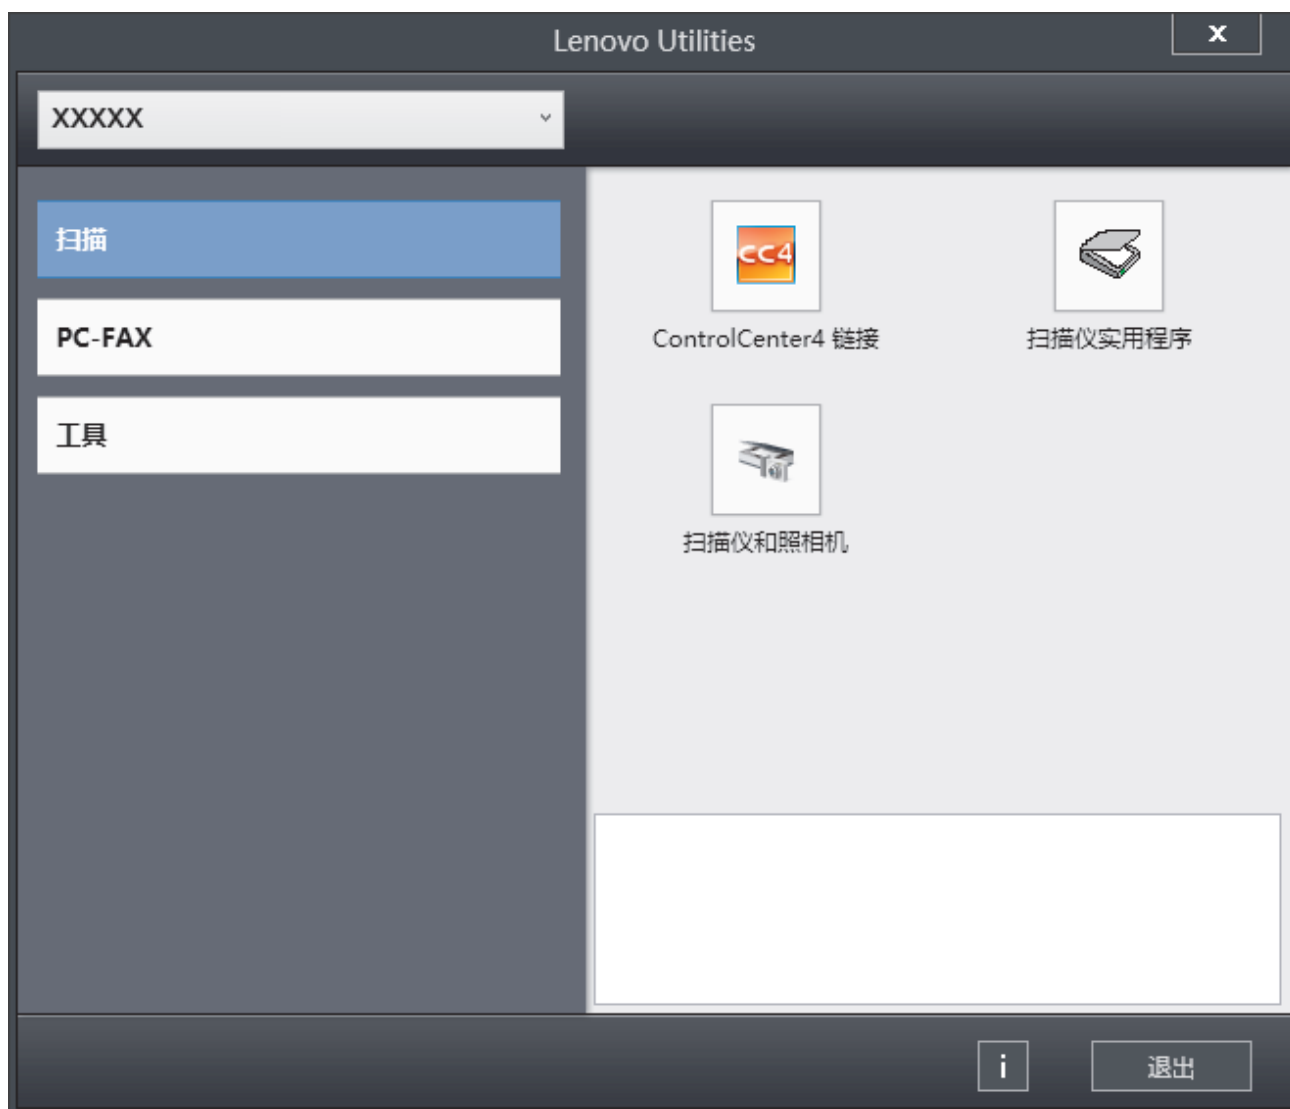 Lenovo Utilities
x
XXXXX
扫描
PC-FAX
工具
CC4
ControlCenter4 链接
扫描仪实用程序
扫描仪和照相机
i
退出